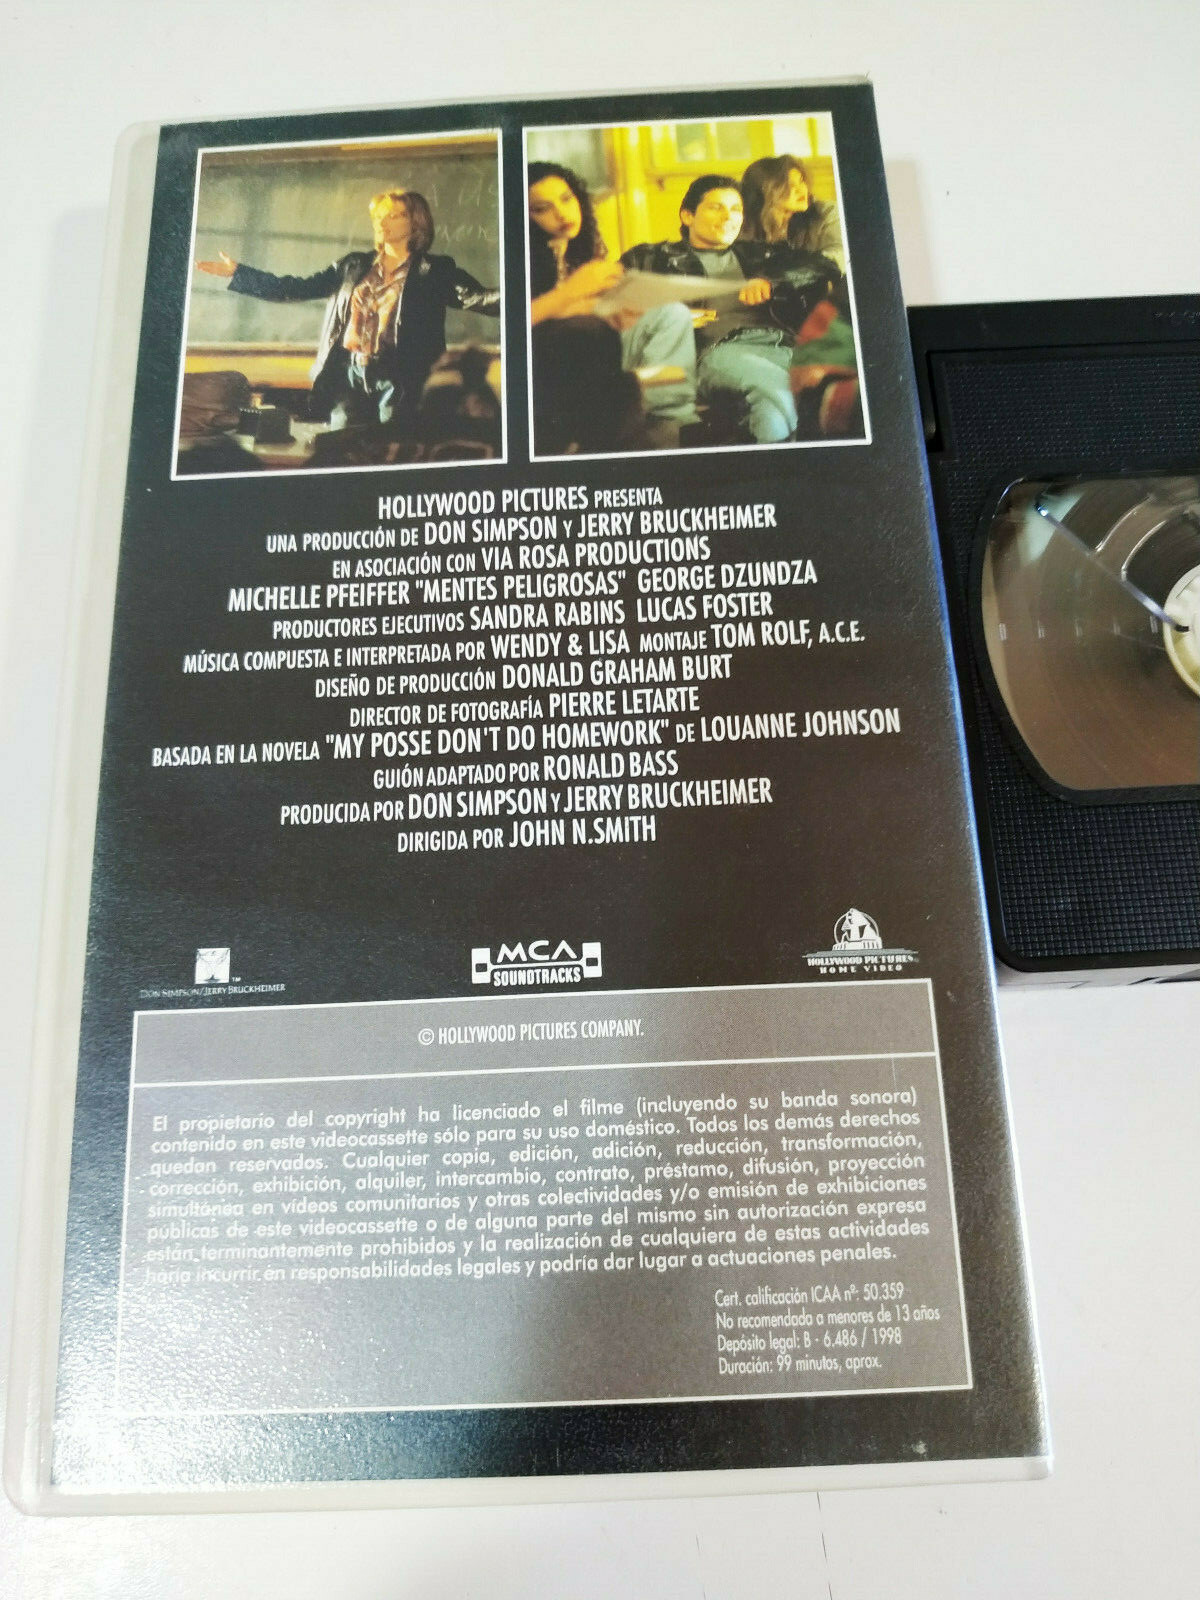 HOLLYWOOD PICTURES PRESENTA
UNA PRODUCCIÓN DE DON SIMPSON Y JERRY BRUCKHEIMER
EN ASOCIACIÓN CON VIA ROSA PRODUCTIONS
MICHELLE PFEIFFER "MENTES PELIGROSAS" GEORGE DZUNDZA
PRODUCTORES EJECUTIVOS SANDRA RABINS LUCAS FOSTER
MÚSICA COMPUESTA E INTERPRETADA POR WENDY & LISA MONTAJE TOM ROLF, A.C.E.
DISEÑO DE PRODUCCIÓN DONALD GRAHAM BURT
DIRECTOR DE FOTOGRAFÍA PIERRE LETARTE
BASADA EN LA NOVELA "MY POSSE DON'T DO HOMEWORK" DE LOUANNE JOHNSON
GUIÓN ADAPTADO POR RONALD BASS
PRODUCIDA POR DON SIMPSON Y JERRY BRUCKHEIMER
DIRIGIDA POR JOHN N.SMITH
DON SIMPSON/JERRY BRUCKHEIMER ™
MCA
SOUNDTRACKS
HOLLYWOOD PICTURES
HOME VIDEO
© HOLLYWOOD PICTURES COMPANY.
El propietario del copyright ha licenciado el filme (incluyendo su banda sonora)
contenido en este videocassette sólo para su uso doméstico. Todos los demás derechos
quedan reservados. Cualquier copia, edición, adición, reducción, transformación,
corrección, exhibición, alquiler, intercambio, contrato, préstamo, difusión, proyección
simultánea en vídeos comunitarios y otras colectividades y/o emisión de exhibiciones
públicas de este videocassette o de alguna parte del mismo sin autorización expresa
están terminantemente prohibidos y la realización de cualquiera de estas actividades
haría incurrir en responsabilidades legales y podría dar lugar a actuaciones penales.
Cert. calificación ICAA nº: 50.359
No recomendada a menores de 13 años
Depósito legal: B - 6.486 / 1998
Duración: 99 minutos, aprox.